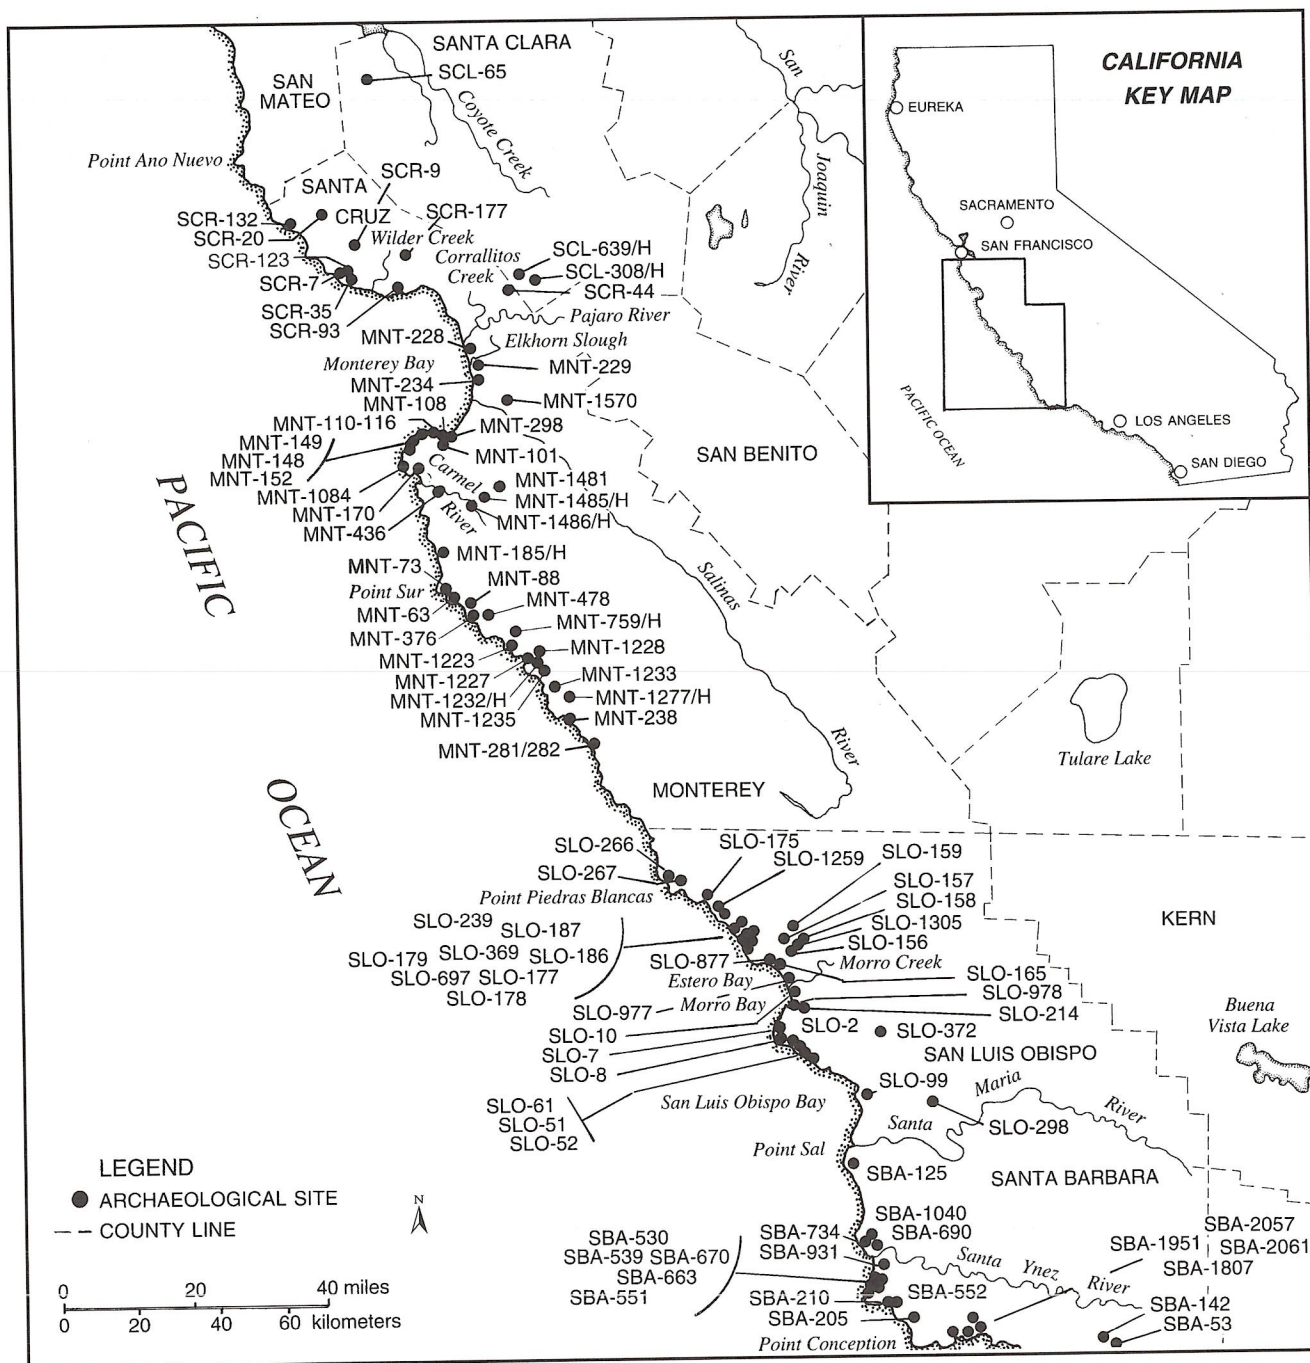 CALIFORNIA
KEY MAP
EUREKA
SACRAMENTO
SAN FRANCISCO
PACIFIC OCEAN
LOS ANGELES
SAN DIEGO
SANTA CLARA
SCL-65
SAN
MATEO
Coyote Creek
San
Joaquin
River
Point Ano Nuevo
SANTA
CRUZ
SCR-9
SCR-132
SCR-20
SCR-177
Wilder Creek
SCR-123
Corrallitos
Creek
SCL-639/H
SCL-308/H
SCR-7
SCR-44
SCR-35
SCR-93
Pajaro River
MNT-228
Elkhorn Slough
Monterey Bay
MNT-229
MNT-234
MNT-108
MNT-1570
MNT-110-116
MNT-298
MNT-149
MNT-148
MNT-152
MNT-101
SAN BENITO
Carmel
River
MNT-1481
MNT-1084
MNT-1485/H
MNT-170
MNT-1486/H
MNT-436
PACIFIC
OCEAN
MNT-185/H
MNT-73
MNT-88
Point Sur
MNT-478
MNT-63
MNT-759/H
MNT-376
MNT-1228
MNT-1223
MNT-1227
MNT-1233
MNT-1232/H
MNT-1277/H
MNT-1235
MNT-238
MNT-281/282
Salinas
River
Tulare Lake
MONTEREY
SLO-266
SLO-175
SLO-1259
SLO-159
SLO-267
SLO-157
Point Piedras Blancas
SLO-158
SLO-239
SLO-187
SLO-1305
KERN
SLO-179
SLO-369
SLO-186
SLO-156
SLO-697
SLO-177
SLO-178
SLO-877
Morro Creek
Estero Bay
SLO-165
Morro Bay
SLO-978
SLO-977
SLO-214
SLO-10
SLO-2
SLO-372
Buena
Vista Lake
SLO-7
SAN LUIS OBISPO
SLO-8
SLO-99
San Luis Obispo Bay
SLO-61
SLO-51
SLO-52
Santa
Maria
River
SLO-298
Point Sal
SBA-125
SANTA BARBARA
LEGEND
ARCHAEOLOGICAL SITE
COUNTY LINE
N
SBA-1040
SBA-734
SBA-690
SBA-530
SBA-931
SBA-539 SBA-670
SBA-663
SBA-551
Santa
Ynez
River
SBA-2057
SBA-1951
SBA-2061
SBA-1807
SBA-210
SBA-552
SBA-205
SBA-142
SBA-53
Point Conception
0 20 40 miles
0 20 60 kilometers